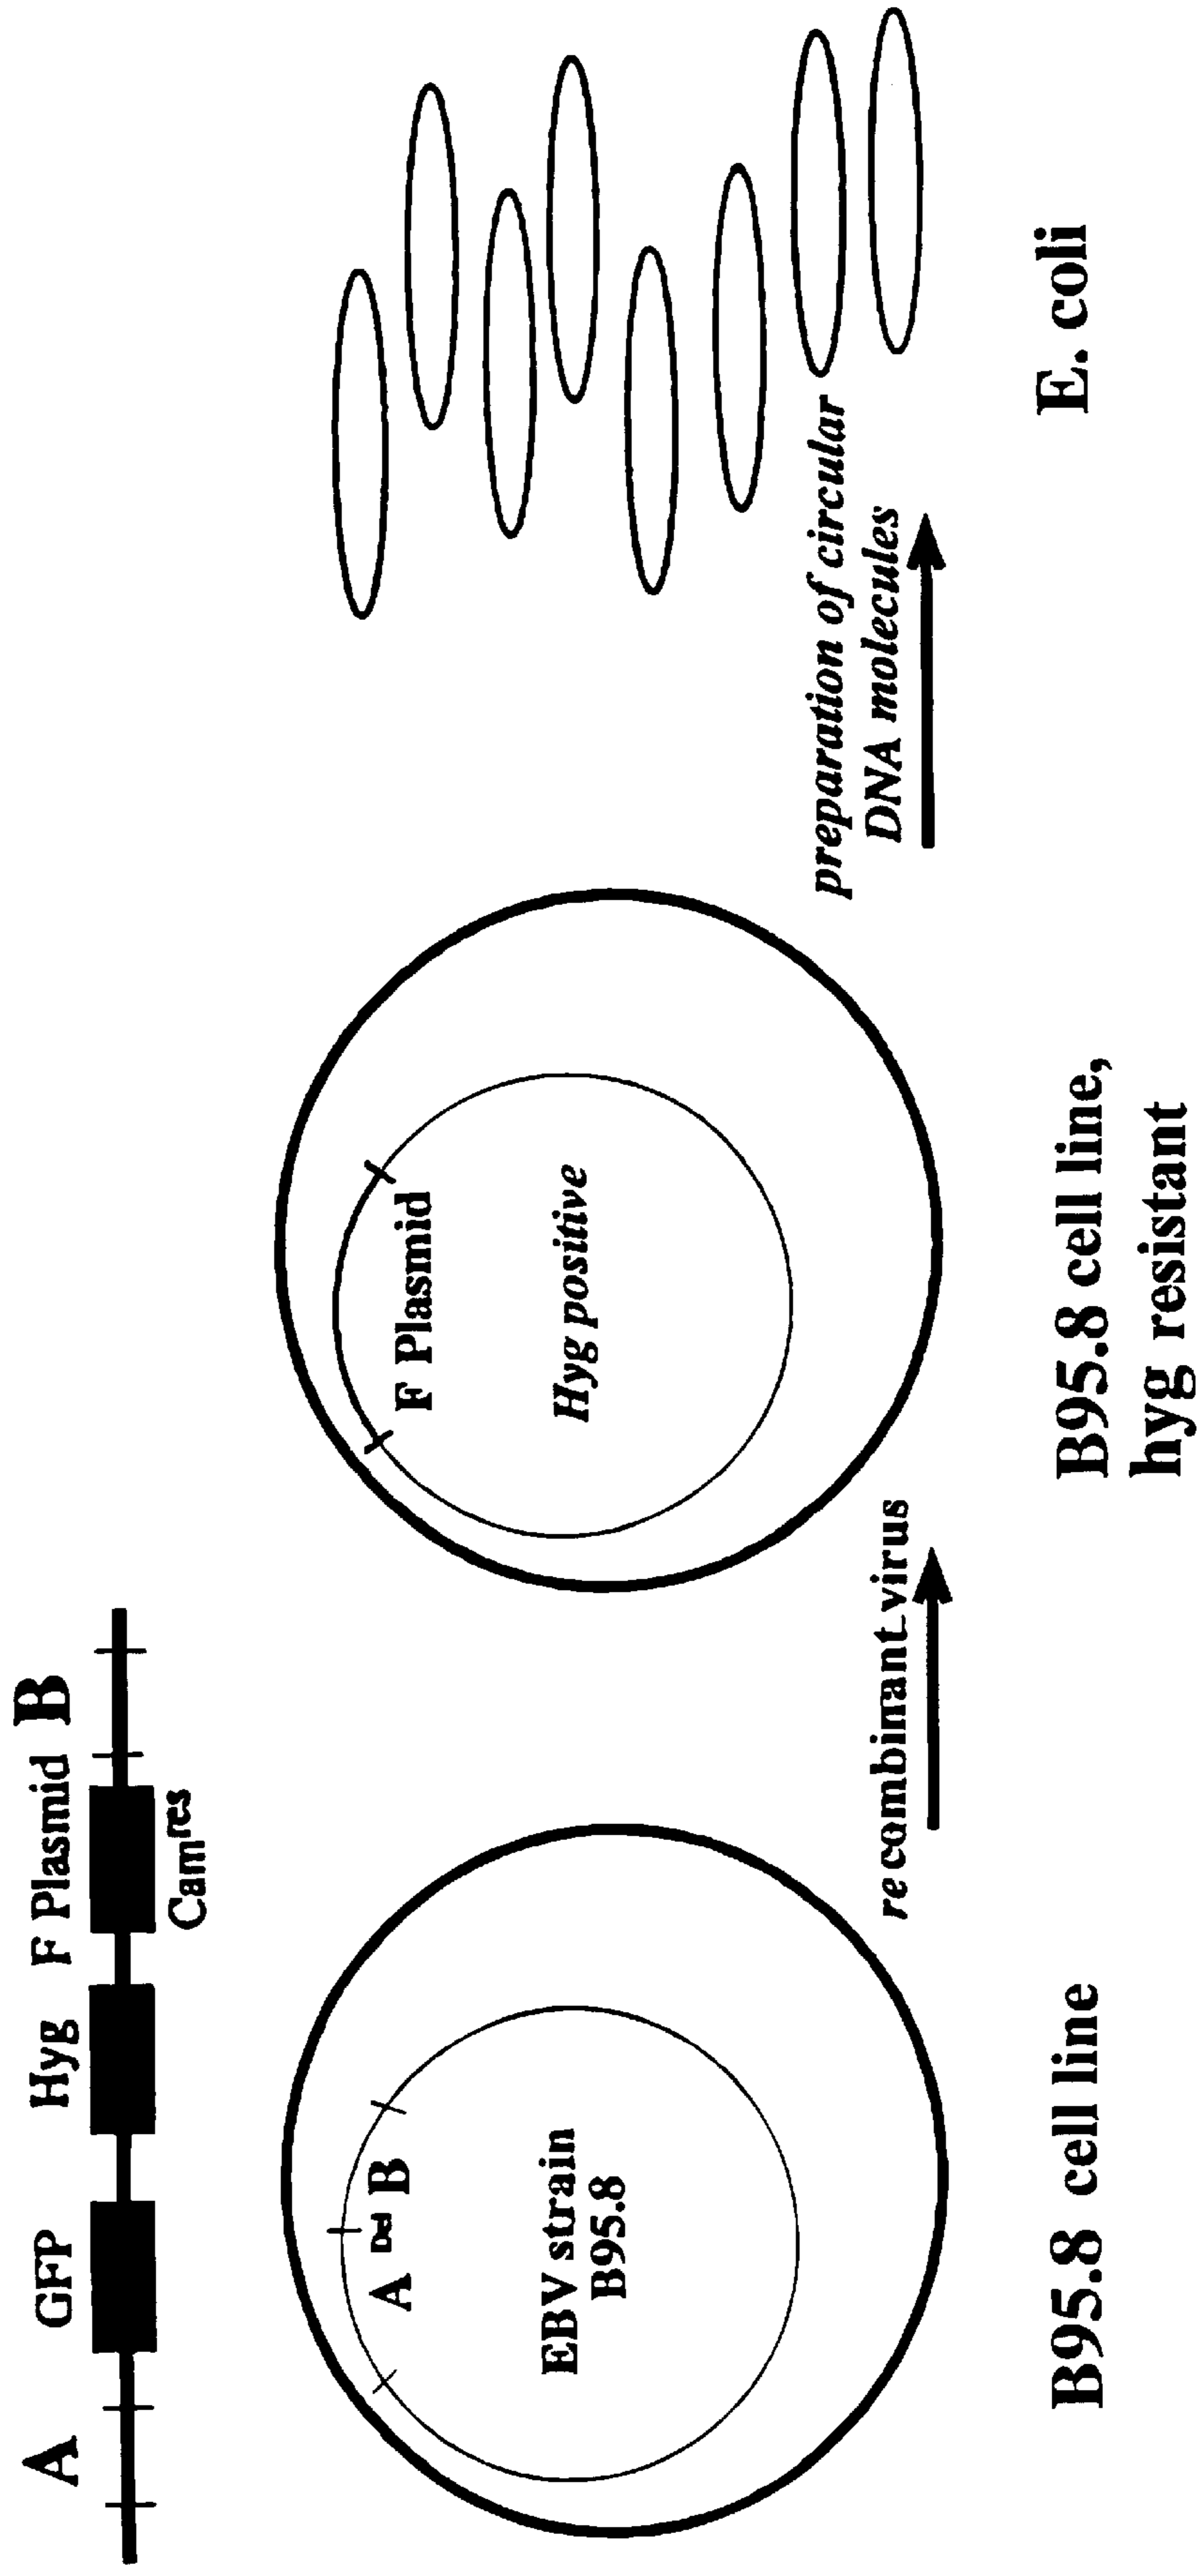 A GFP Hyg F Plasmid B
Cam^res
A Del B
EBV strain
B95.8
F Plasmid
Hyg positive
recombinant virus
preparation of circular
DNA molecules
B95.8 cell line
B95.8 cell line,
hyg resistant
E. coli